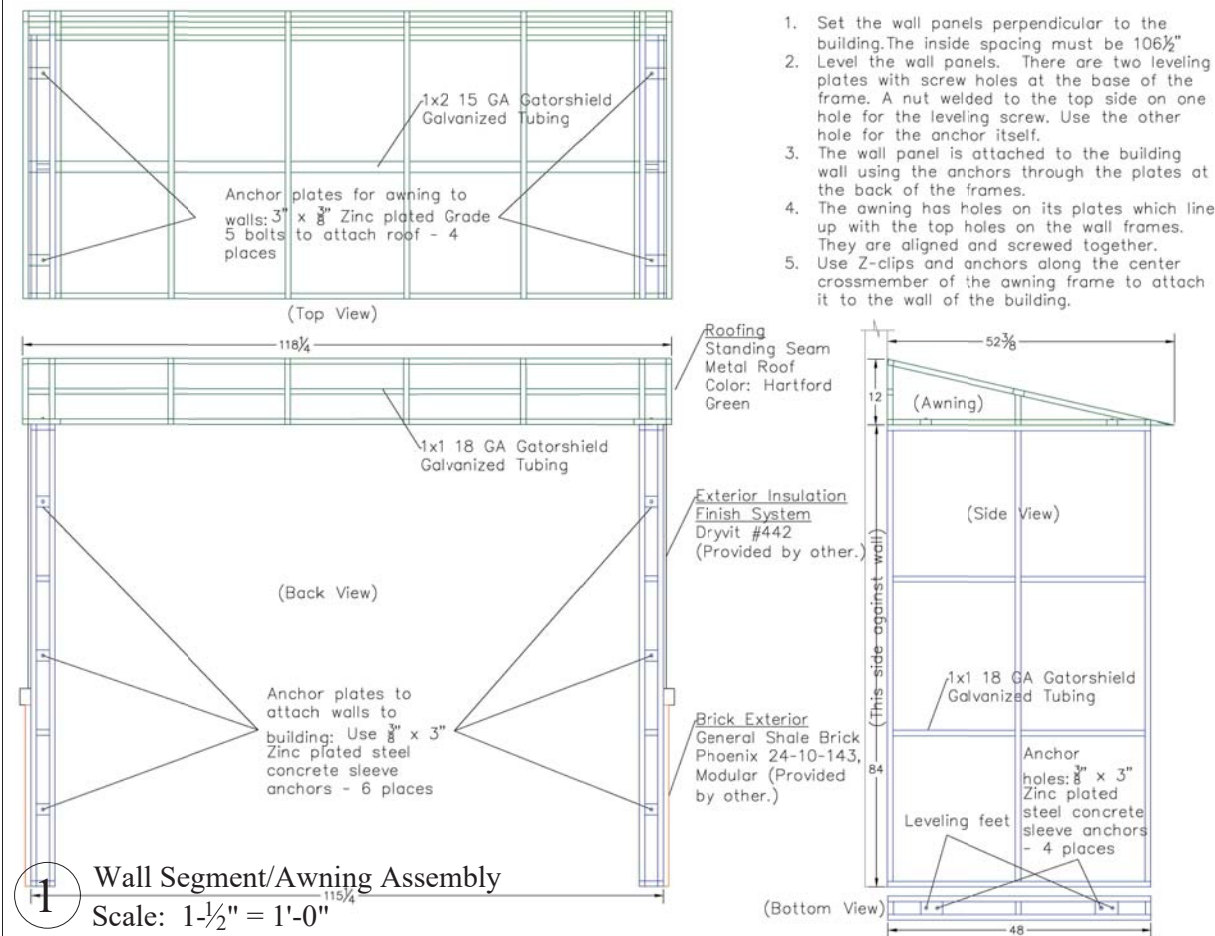 1. Set the wall panels perpendicular to the
building.The inside spacing must be 106½"
2. Level the wall panels. There are two leveling
plates with screw holes at the base of the
frame. A nut welded to the top side on one
hole for the leveling screw. Use the other
hole for the anchor itself.
3. The wall panel is attached to the building
wall using the anchors through the plates at
the back of the frames.
4. The awning has holes on its plates which line
up with the top holes on the wall frames.
They are aligned and screwed together.
5. Use Z-clips and anchors along the center
crossmember of the awning frame to attach
it to the wall of the building.
1x2 15 GA Gatorshield
Galvanized Tubing
Anchor plates for awning to
walls: 3" x ⅜" Zinc plated Grade
5 bolts to attach roof - 4
places
(Top View)
118¼
1x1 18 GA Gatorshield
Galvanized Tubing
(Back View)
Anchor plates to
attach walls to
building: Use ⅜" x 3"
Zinc plated steel
concrete sleeve
anchors - 6 places
115¼
Roofing
Standing Seam
Metal Roof
Color: Hartford
Green
Exterior Insulation
Finish System
Dryvit #442
(Provided by other.)
Brick Exterior
General Shale Brick
Phoenix 24-10-143,
Modular (Provided
by other.)
52⅜
12
(Awning)
(Side View)
(This side against wall)
84
1x1 18 GA Gatorshield
Galvanized Tubing
Anchor
holes: ⅜" x 3"
Zinc plated
steel concrete
sleeve anchors
- 4 places
Leveling feet
(Bottom View)
48
1
Wall Segment/Awning Assembly
Scale: 1-½" = 1'-0"